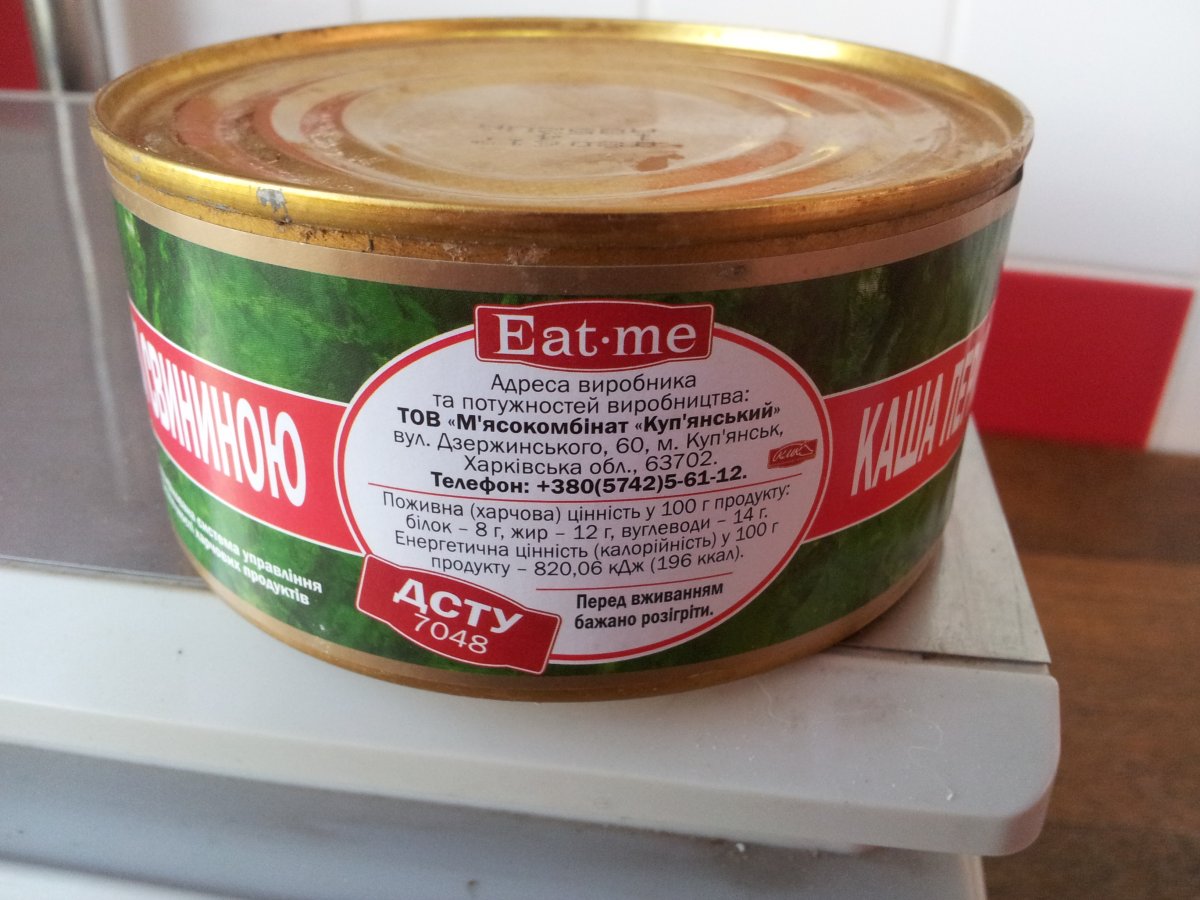 Eat·me
Адреса виробника
та потужностей виробництва:
ТОВ «М'ясокомбінат «Куп'янський»
вул. Дзержинського, 60, м. Куп'янськ,
Харківська обл., 63702.
Телефон: +380(5742)5-61-12.
Поживна (харчова) цінність у 100 г продукту:
білок – 8 г, жир – 12 г, вуглеводи – 14 г.
Енергетична цінність (калорійність) у 100 г
продукту – 820,06 кДж (196 ккал).
Перед вживанням
бажано розігріти.
ДСТУ
7048
СВИНИНОЮ
система управління
харчових продуктів
КАША